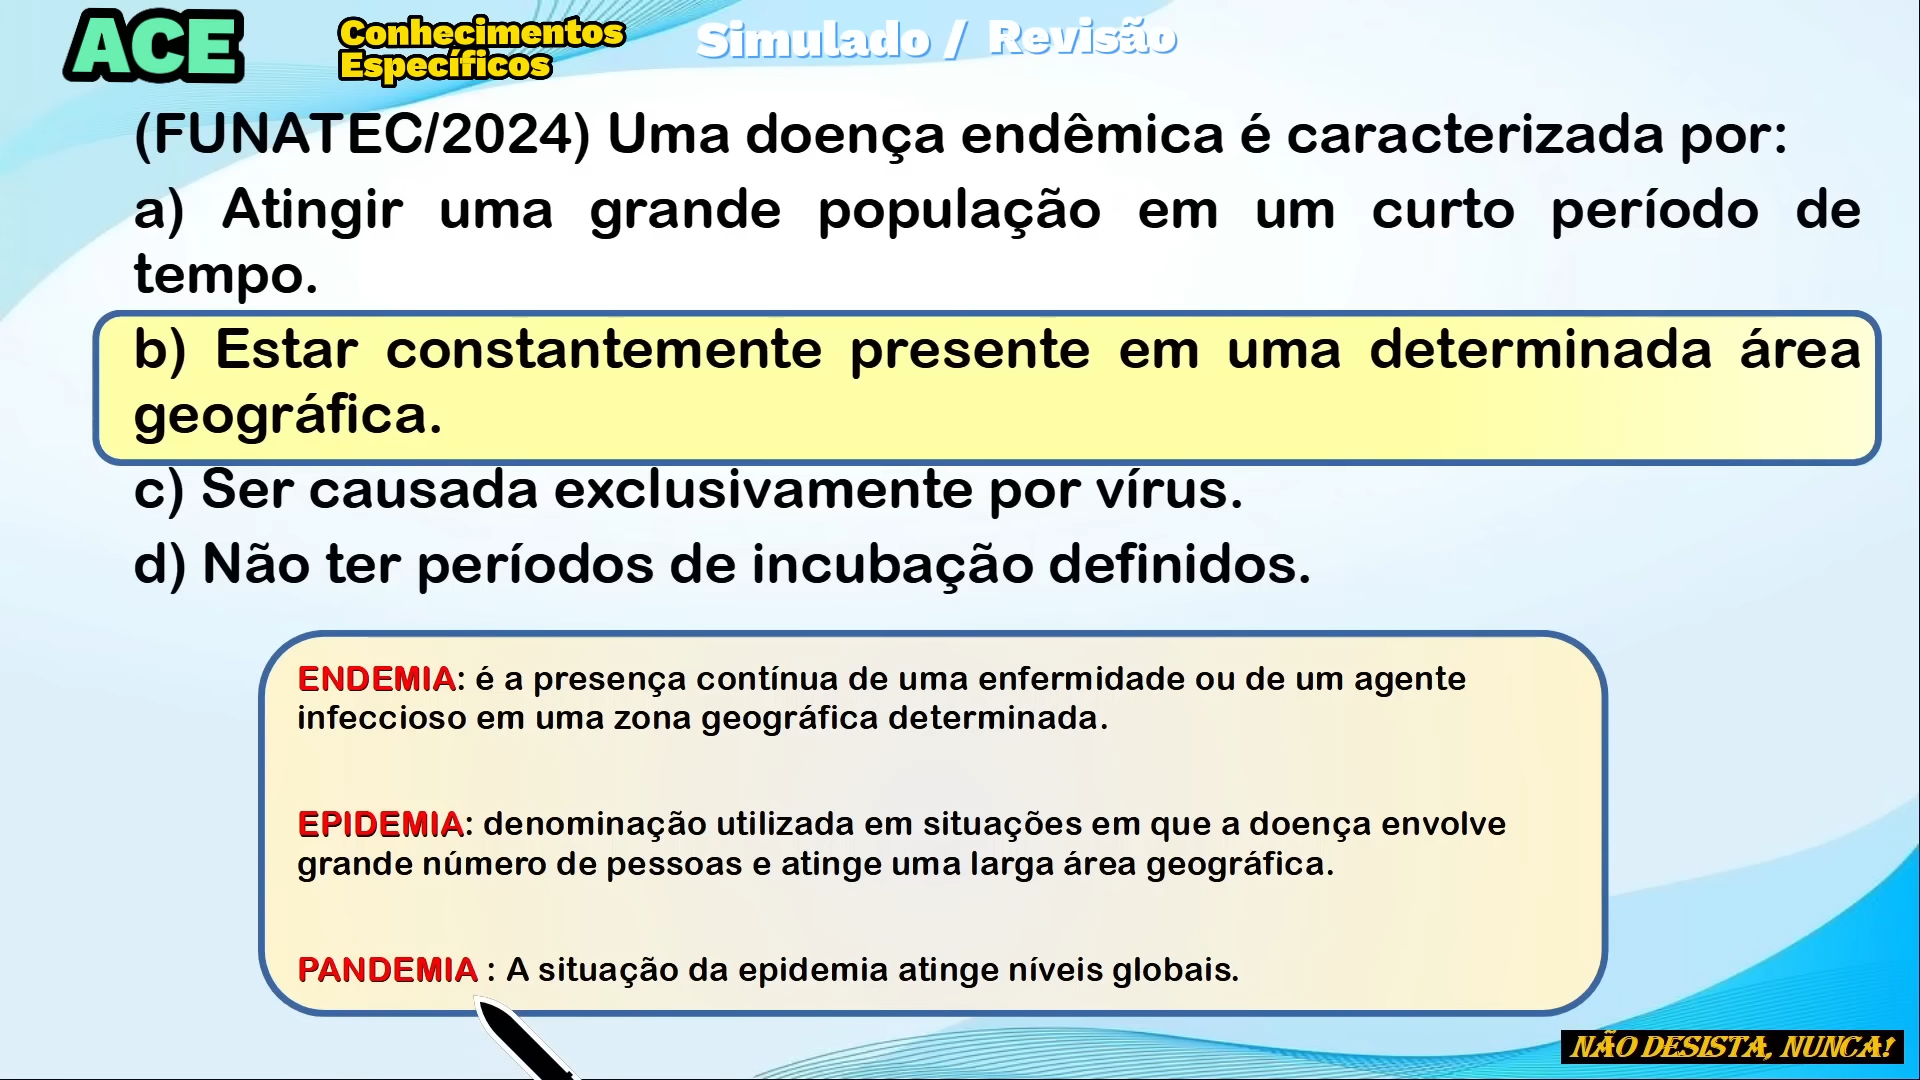 ACE
Conhecimentos
Específicos
Simulado / Revisão
(FUNATEC/2024) Uma doença endêmica é caracterizada por:
a) Atingir uma grande população em um curto período de
tempo.
b) Estar constantemente presente em uma determinada área
geográfica.
c) Ser causada exclusivamente por vírus.
d) Não ter períodos de incubação definidos.
ENDEMIA: é a presença contínua de uma enfermidade ou de um agente
infeccioso em uma zona geográfica determinada.
EPIDEMIA: denominação utilizada em situações em que a doença envolve
grande número de pessoas e atinge uma larga área geográfica.
PANDEMIA : A situação da epidemia atinge níveis globais.
NÃO DESISTA, NUNCA!